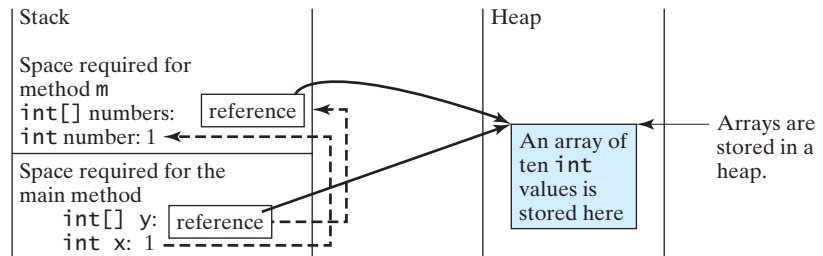 Stack
Heap
Space required for
method m
int[] numbers: reference
int number: 1
Space required for the
main method
int[] y: reference
int x: 1
An array of
ten int
values is
stored here
Arrays are
stored in a
heap.